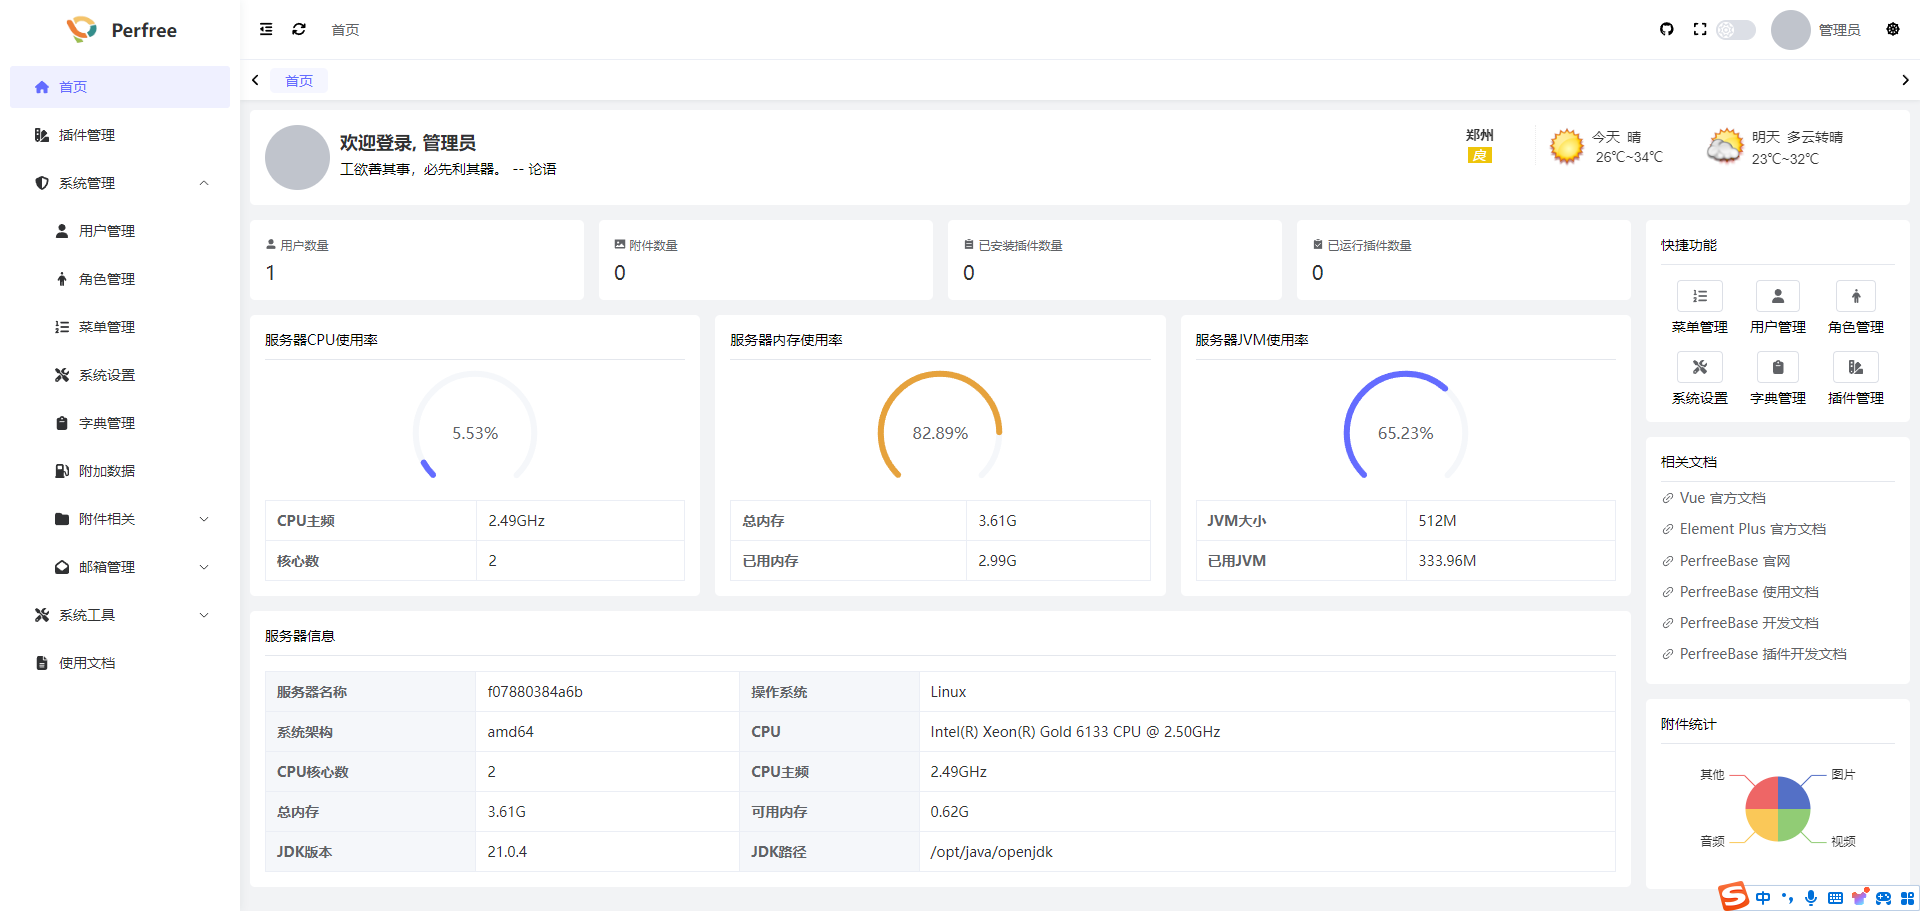 Perfree
首页
插件管理
系统管理
用户管理
角色管理
菜单管理
系统设置
字典管理
附加数据
附件相关
邮箱管理
系统工具
使用文档
首页
管理员
首页
欢迎登录, 管理员
工欲善其事，必先利其器。 -- 论语
郑州
良
今天 晴
26℃~34℃
明天 多云转晴
23℃~32℃
用户数量
1
附件数量
0
已安装插件数量
0
已运行插件数量
0
服务器CPU使用率
5.53%
CPU主频 2.49GHz
核心数 2
服务器内存使用率
82.89%
总内存 3.61G
已用内存 2.99G
服务器JVM使用率
65.23%
JVM大小 512M
已用JVM 333.96M
服务器信息
服务器名称 f07880384a6b 操作系统 Linux
系统架构 amd64 CPU Intel(R) Xeon(R) Gold 6133 CPU @ 2.50GHz
CPU核心数 2 CPU主频 2.49GHz
总内存 3.61G 可用内存 0.62G
JDK版本 21.0.4 JDK路径 /opt/java/openjdk
快捷功能
菜单管理 用户管理 角色管理
系统设置 字典管理 插件管理
相关文档
Vue 官方文档
Element Plus 官方文档
PerfreeBase 官网
PerfreeBase 使用文档
PerfreeBase 开发文档
PerfreeBase 插件开发文档
附件统计
其他 图片
音频 视频
中